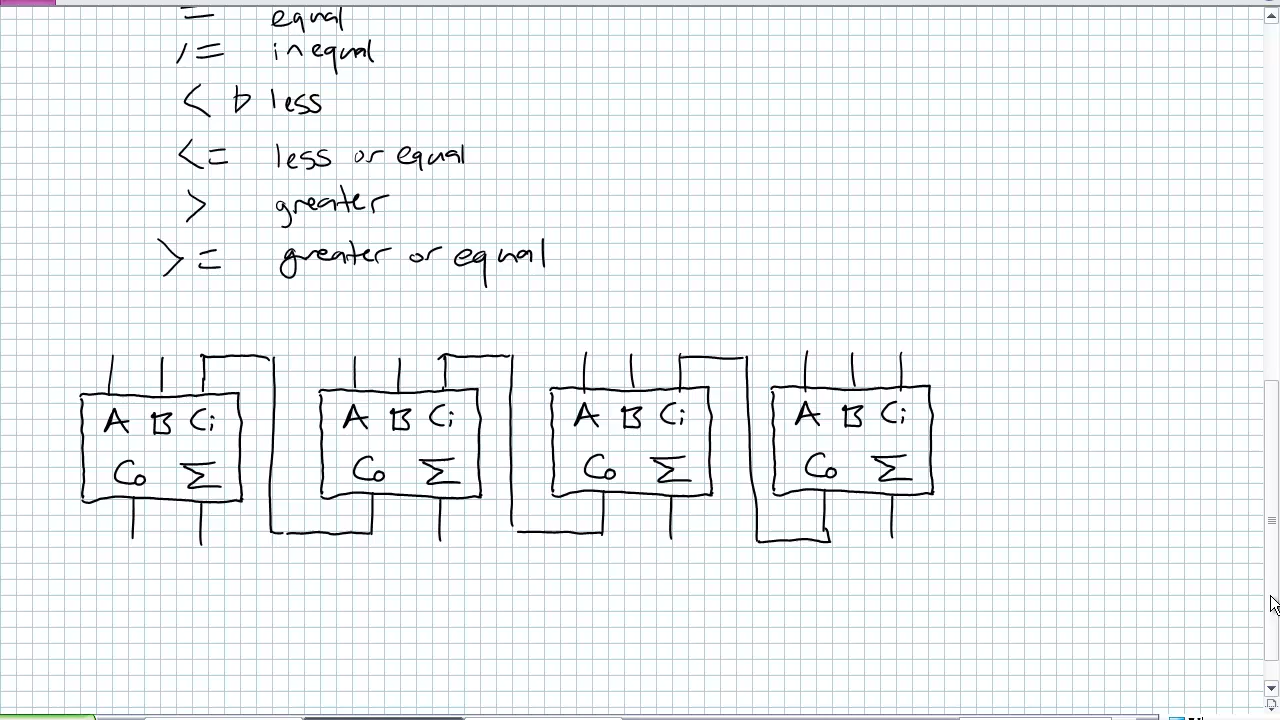 = equal
/= inequal
< b less
<= less or equal
> greater
>= greater or equal
A B Ci A B Ci A B Ci A B Ci
Co Σ Co Σ Co Σ Co Σ